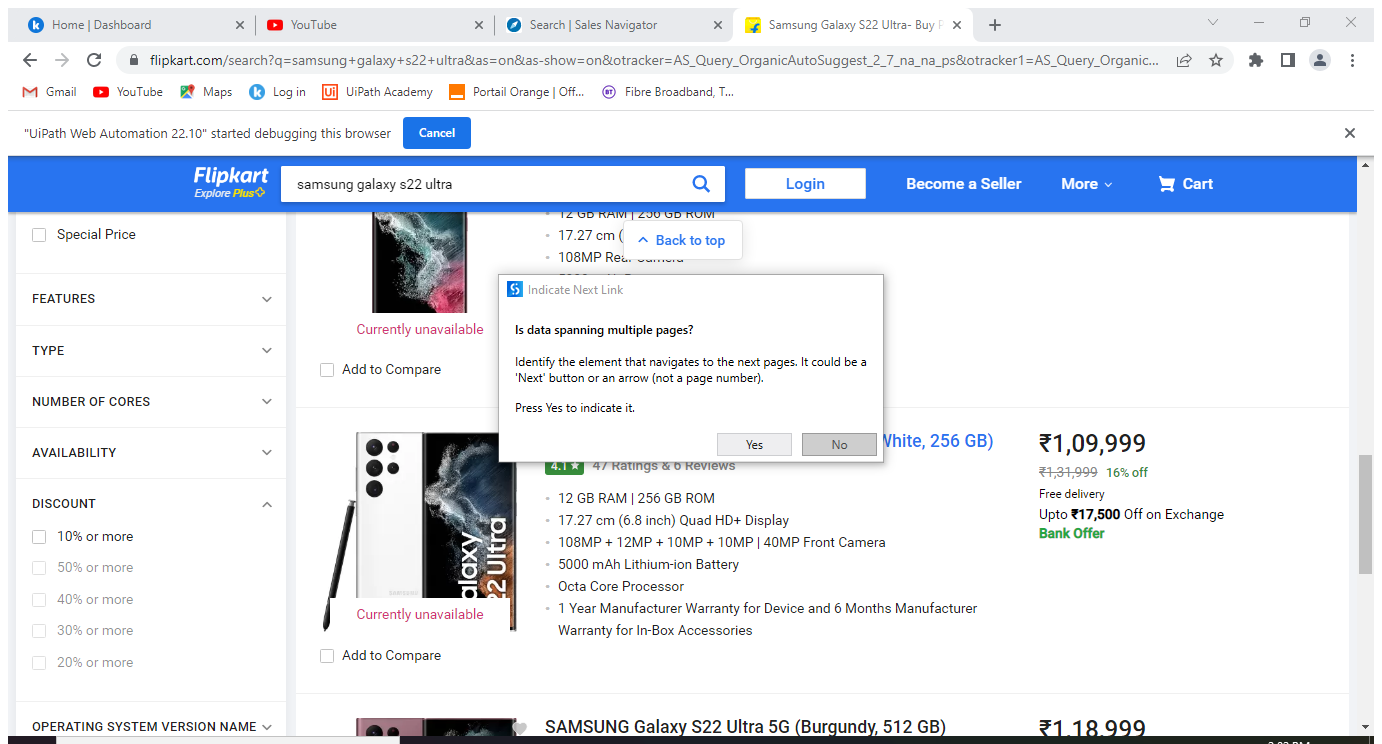 Home | Dashboard
YouTube
Search | Sales Navigator
Samsung Galaxy S22 Ultra- Buy P
flipkart.com/search?q=samsung+galaxy+s22+ultra&as=on&as-show=on&otracker=AS_Query_OrganicAutoSuggest_2_7_na_na_ps&otracker1=AS_Query_Organic...
Gmail
YouTube
Maps
Log in
UiPath Academy
Portail Orange | Off...
Fibre Broadband, T...
"UiPath Web Automation 22.10" started debugging this browser
Cancel
Flipkart
Explore Plus
samsung galaxy s22 ultra
Login
Become a Seller
More
Cart
Special Price
FEATURES
TYPE
NUMBER OF CORES
AVAILABILITY
DISCOUNT
10% or more
50% or more
40% or more
30% or more
20% or more
OPERATING SYSTEM VERSION NAME
12 GB RAM | 256 GB ROM
17.27 cm (
108MP Rear Camera
Back to top
Currently unavailable
Add to Compare
Indicate Next Link
Is data spanning multiple pages?
Identify the element that navigates to the next pages. It could be a
'Next' button or an arrow (not a page number).
Press Yes to indicate it.
Yes
No
White, 256 GB)
4.1
47 Ratings & 6 Reviews
12 GB RAM | 256 GB ROM
17.27 cm (6.8 inch) Quad HD+ Display
108MP + 12MP + 10MP + 10MP | 40MP Front Camera
5000 mAh Lithium-ion Battery
Octa Core Processor
1 Year Manufacturer Warranty for Device and 6 Months Manufacturer
Warranty for In-Box Accessories
₹1,09,999
₹1,31,999 16% off
Free delivery
Upto ₹17,500 Off on Exchange
Bank Offer
SAMSUNG
alaxy
22 Ultra
Currently unavailable
Add to Compare
SAMSUNG Galaxy S22 Ultra 5G (Burgundy, 512 GB)
₹1,18,999